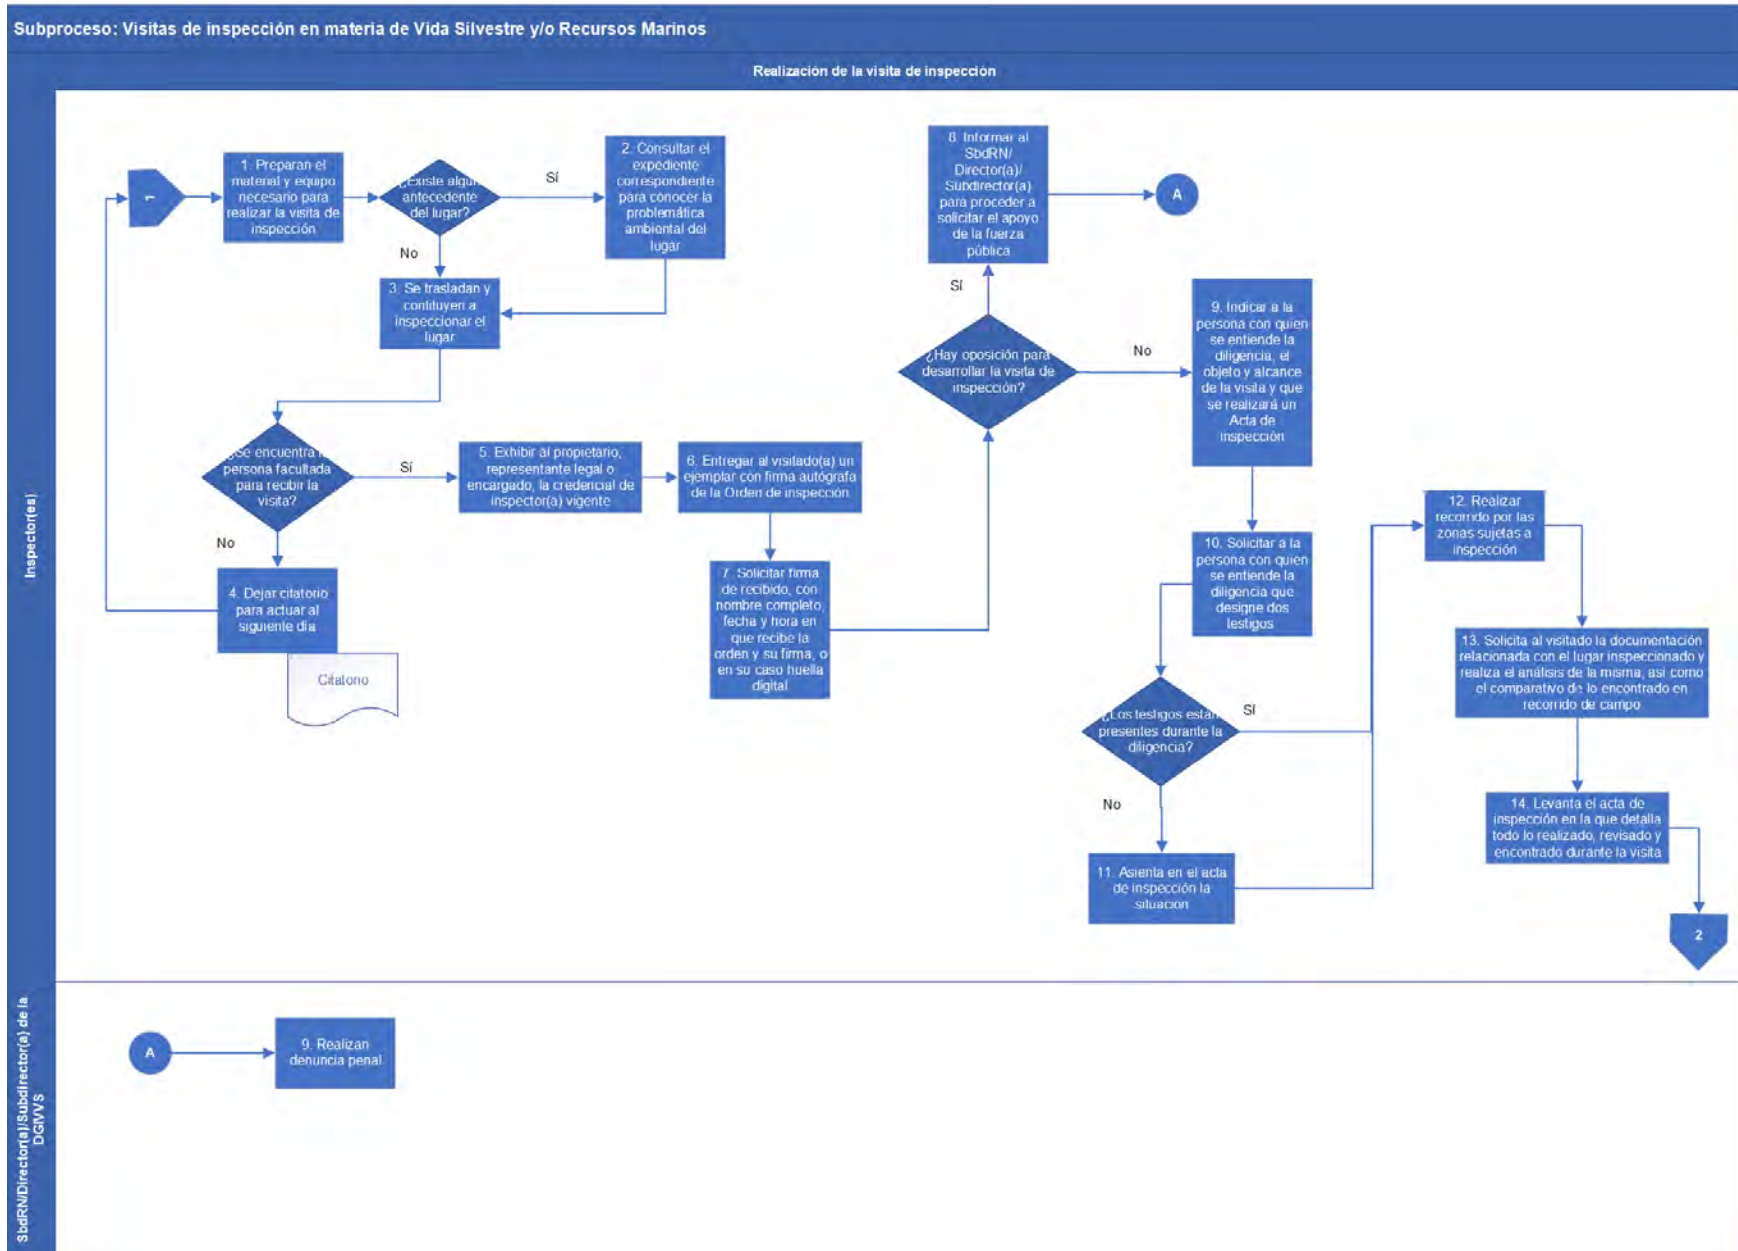 Subproceso: Visitas de inspección en materia de Vida Silvestre y/o Recursos Marinos
Realización de la visita de inspección
Inspector(es)
1
1. Preparan el
material y equipo
necesario para
realizar la visita de
inspección
¿Existe algún
antecedente
del lugar?
Sí
No
2. Consultar el
expediente
correspondiente
para conocer la
problemática
ambiental del
lugar
3. Se trasladan y
contituyen a
inspeccionar el
lugar
¿Se encuentra la
persona facultada
para recibir la
visita?
Sí
No
4. Dejar citatorio
para actuar al
siguiente día
Citatorio
5. Exhibir al propietario,
representante legal o
encargado, la credencial de
inspector(a) vigente
6. Entregar al visitado(a) un
ejemplar con firma autógrafa
de la Orden de inspección
7. Solicitar firma
de recibido, con
nombre completo,
fecha y hora en
que recibe la
orden y su firma, o
en su caso huella
digital
8. Informar al
SbdRN/
Director(a)/
Subdirector(a)
para proceder a
solicitar el apoyo
de la fuerza
pública
A
Sí
¿Hay oposición para
desarrollar la visita de
inspección?
No
9. Indicar a la
persona con quien
se entiende la
diligencia, el
objeto y alcance
de la visita y que
se realizará un
Acta de
inspección
10. Solicitar a la
persona con quien
se entiende la
diligencia que
designe dos
testigos
¿Los testigos están
presentes durante la
diligencia?
Sí
No
11. Asienta en el acta
de inspección la
situación
12. Realizar
recorrido por las
zonas sujetas a
inspección
13. Solicita al visitado la documentación
relacionada con el lugar inspeccionado y
realiza el análisis de la misma, así como
el comparativo de lo encontrado en
recorrido de campo
14. Levanta el acta de
inspección en la que detalla
todo lo realizado, revisado y
encontrado durante la visita
2
SbdRN/Director(a)/Subdirector(a) de la
DGIVVS
A
9. Realizan
denuncia penal